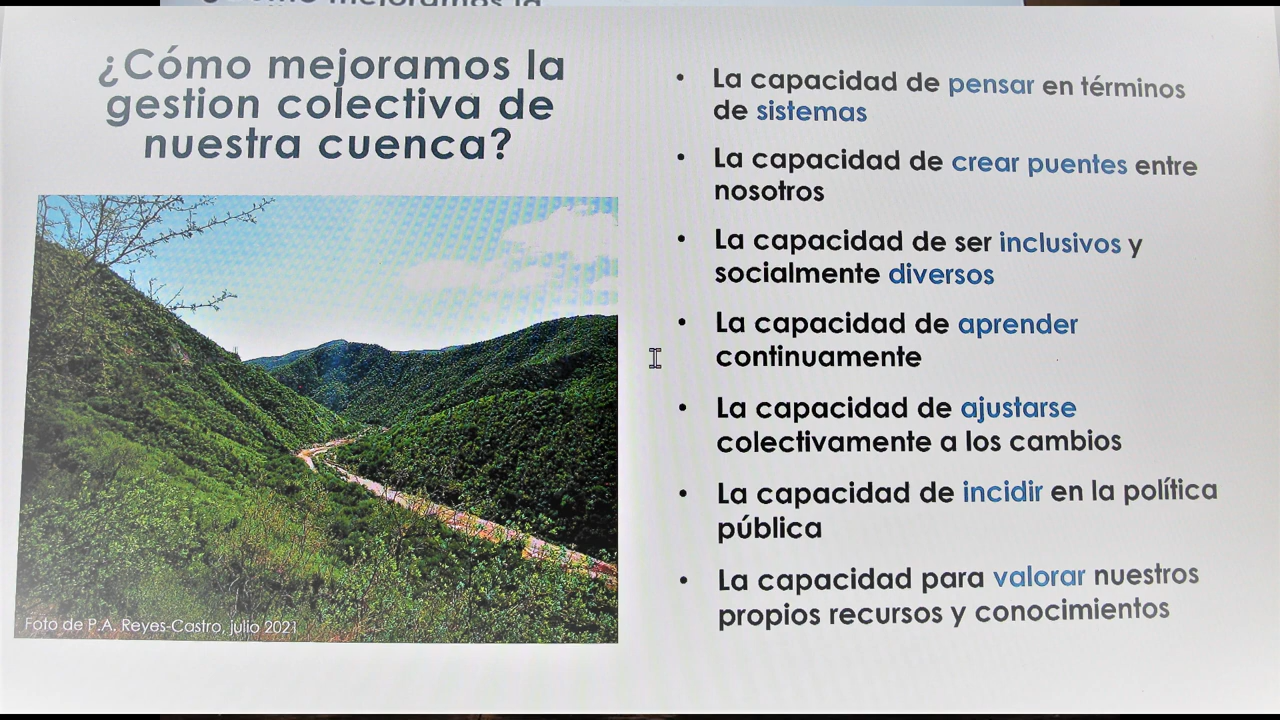 ¿Cómo mejoramos la
gestion colectiva de
nuestra cuenca?
Foto de P.A. Reyes-Castro, julio 2021
• La capacidad de pensar en términos
de sistemas
• La capacidad de crear puentes entre
nosotros
• La capacidad de ser inclusivos y
socialmente diversos
• La capacidad de aprender
continuamente
• La capacidad de ajustarse
colectivamente a los cambios
• La capacidad de incidir en la política
pública
• La capacidad para valorar nuestros
propios recursos y conocimientos